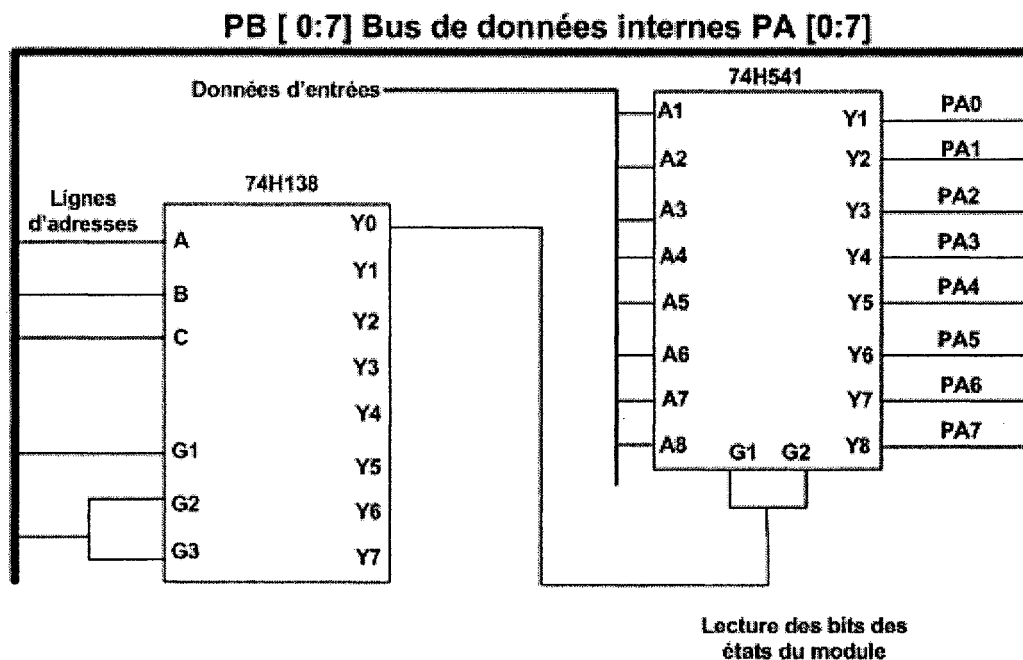 PB [ 0:7] Bus de données internes PA [0:7]
Données d'entrées
74H541
A1
A2
A3
A4
A5
A6
A7
A8
Y1
Y2
Y3
Y4
Y5
Y6
Y7
Y8
G1 G2
PA0
PA1
PA2
PA3
PA4
PA5
PA6
PA7
74H138
Lignes
d'adresses
A
B
C
G1
G2
G3
Y0
Y1
Y2
Y3
Y4
Y5
Y6
Y7
Lecture des bits des
états du module